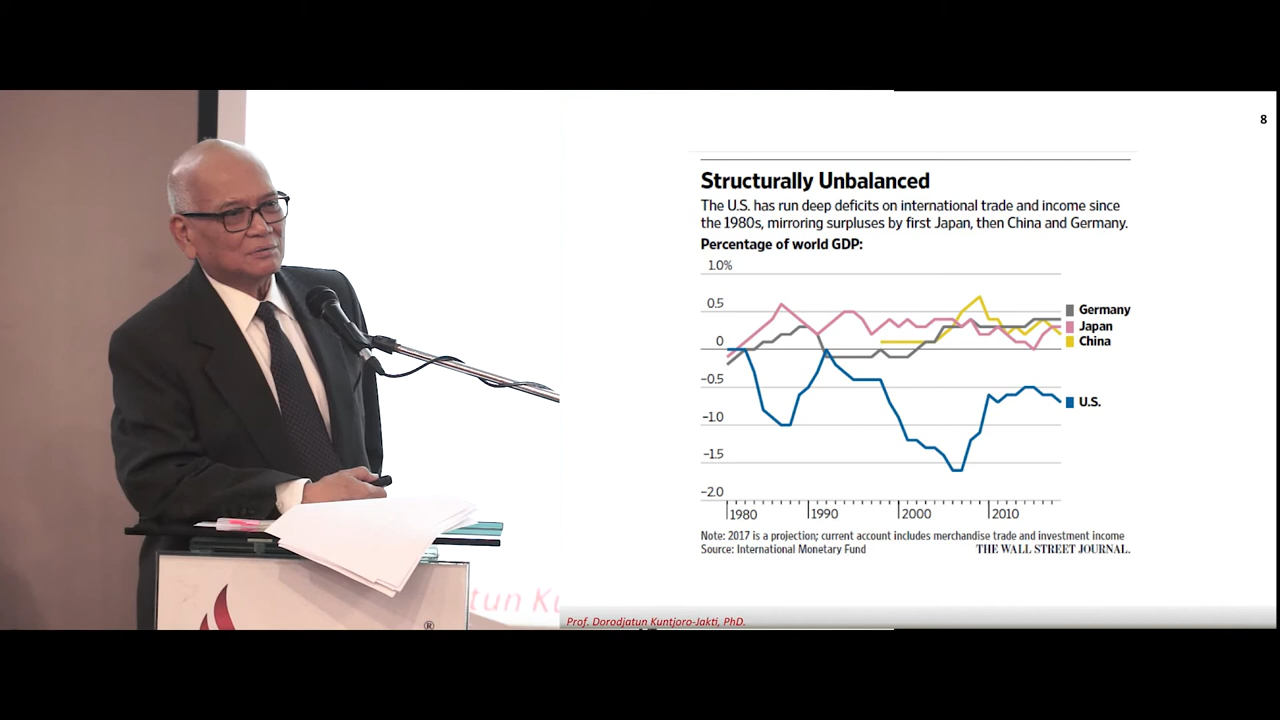 8
Structurally Unbalanced
The U.S. has run deep deficits on international trade and income since
the 1980s, mirroring surpluses by first Japan, then China and Germany.
Percentage of world GDP:
1.0%
0.5
0
–0.5
–1.0
–1.5
–2.0
1980
1990
2000
2010
Germany
Japan
China
U.S.
Note: 2017 is a projection; current account includes merchandise trade and investment income
Source: International Monetary Fund
THE WALL STREET JOURNAL.
®
Prof. Dorodjatun Kuntjoro-Jakti, PhD.